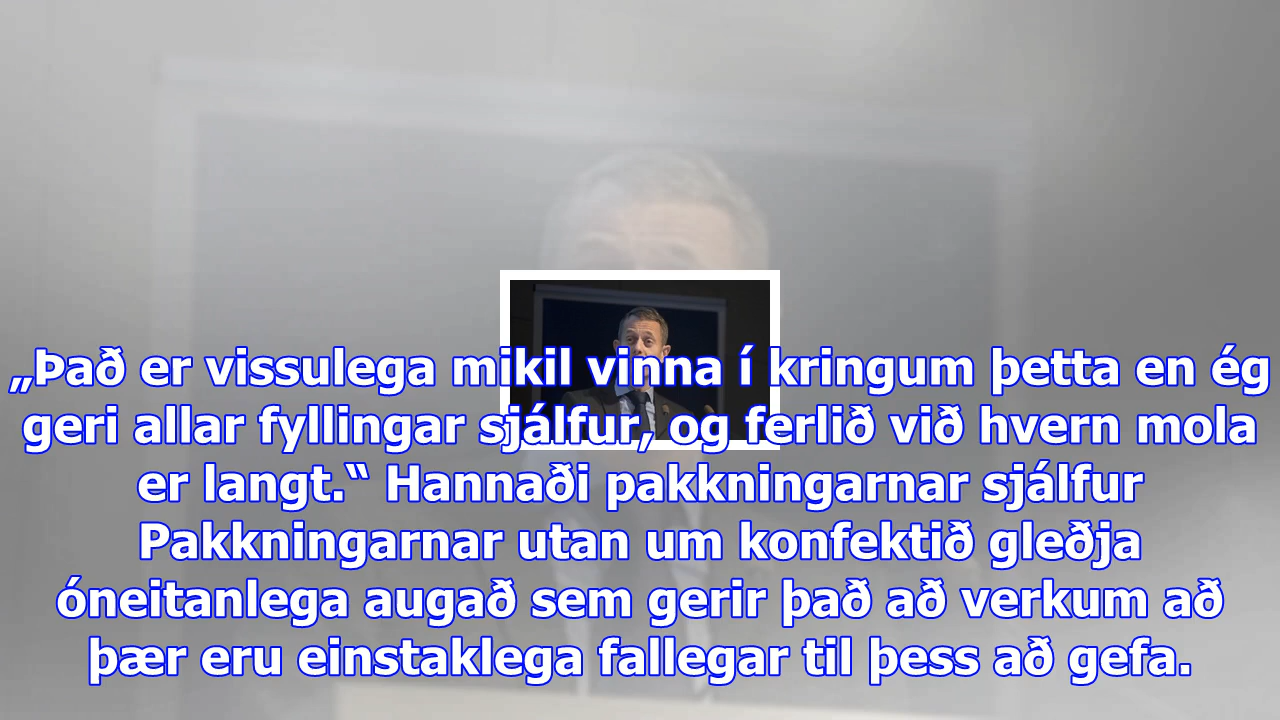 „Það er vissulega mikil vinna í kringum þetta en ég
geri allar fyllingar sjálfur, og ferlið við hvern mola
er langt.“ Hannaði pakkningarnar sjálfur
Pakkningarnar utan um konfektið gleðja
óneitanlega augað sem gerir það að verkum að
þær eru einstaklega fallegar til þess að gefa.